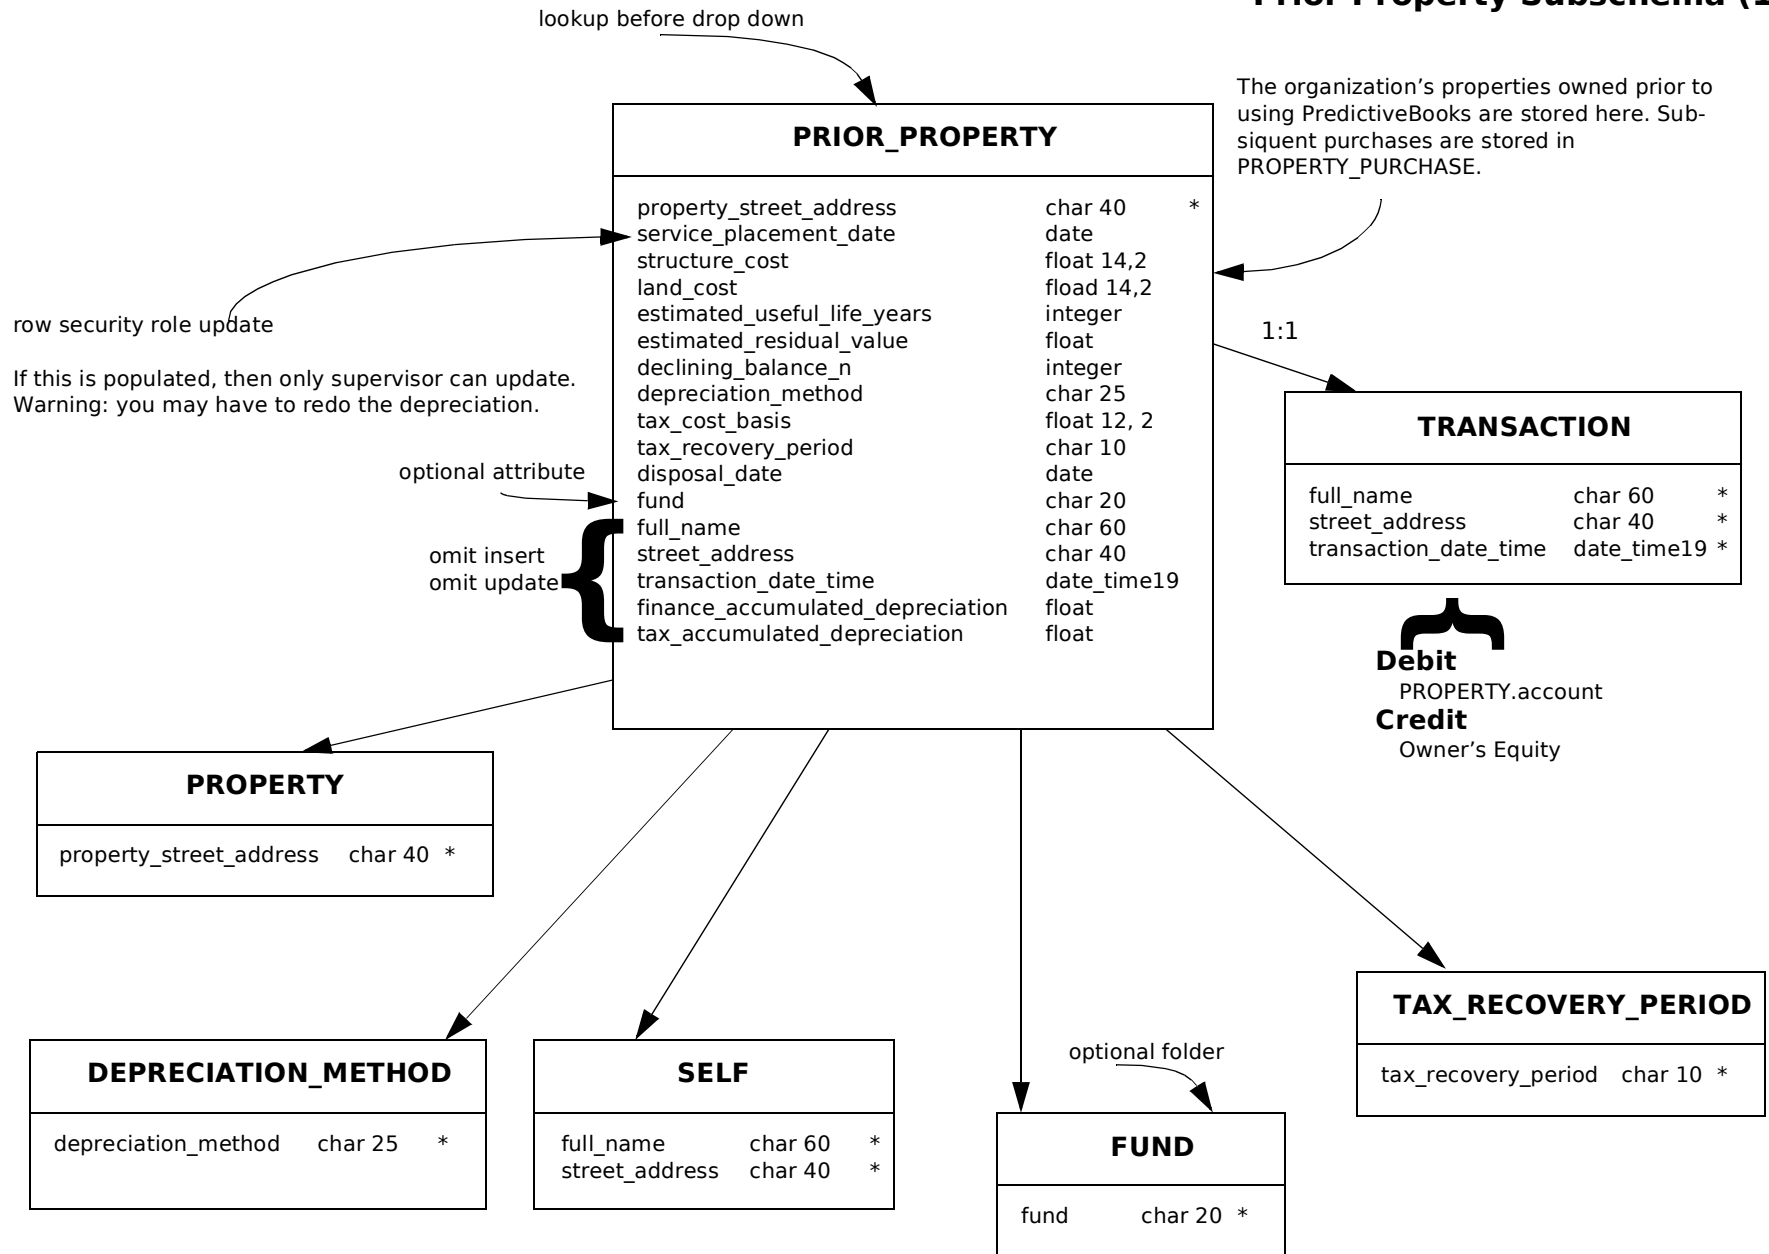 Prior Property Subschema (1
lookup before drop down
The organization’s properties owned prior to
using PredictiveBooks are stored here. Sub-
siquent purchases are stored in
PROPERTY_PURCHASE.
PRIOR_PROPERTY
property_street_address char 40 *
service_placement_date date
structure_cost float 14,2
land_cost fload 14,2
estimated_useful_life_years integer
estimated_residual_value float
declining_balance_n integer
depreciation_method char 25
tax_cost_basis float 12, 2
tax_recovery_period char 10
disposal_date date
fund char 20
full_name char 60
street_address char 40
transaction_date_time date_time19
finance_accumulated_depreciation float
tax_accumulated_depreciation float
row security role update
If this is populated, then only supervisor can update.
Warning: you may have to redo the depreciation.
optional attribute
omit insert
omit update
1:1
TRANSACTION
full_name char 60 *
street_address char 40 *
transaction_date_time date_time19 *
Debit
PROPERTY.account
Credit
Owner’s Equity
PROPERTY
property_street_address char 40 *
DEPRECIATION_METHOD
depreciation_method char 25 *
SELF
full_name char 60 *
street_address char 40 *
optional folder
FUND
fund char 20 *
TAX_RECOVERY_PERIOD
tax_recovery_period char 10 *